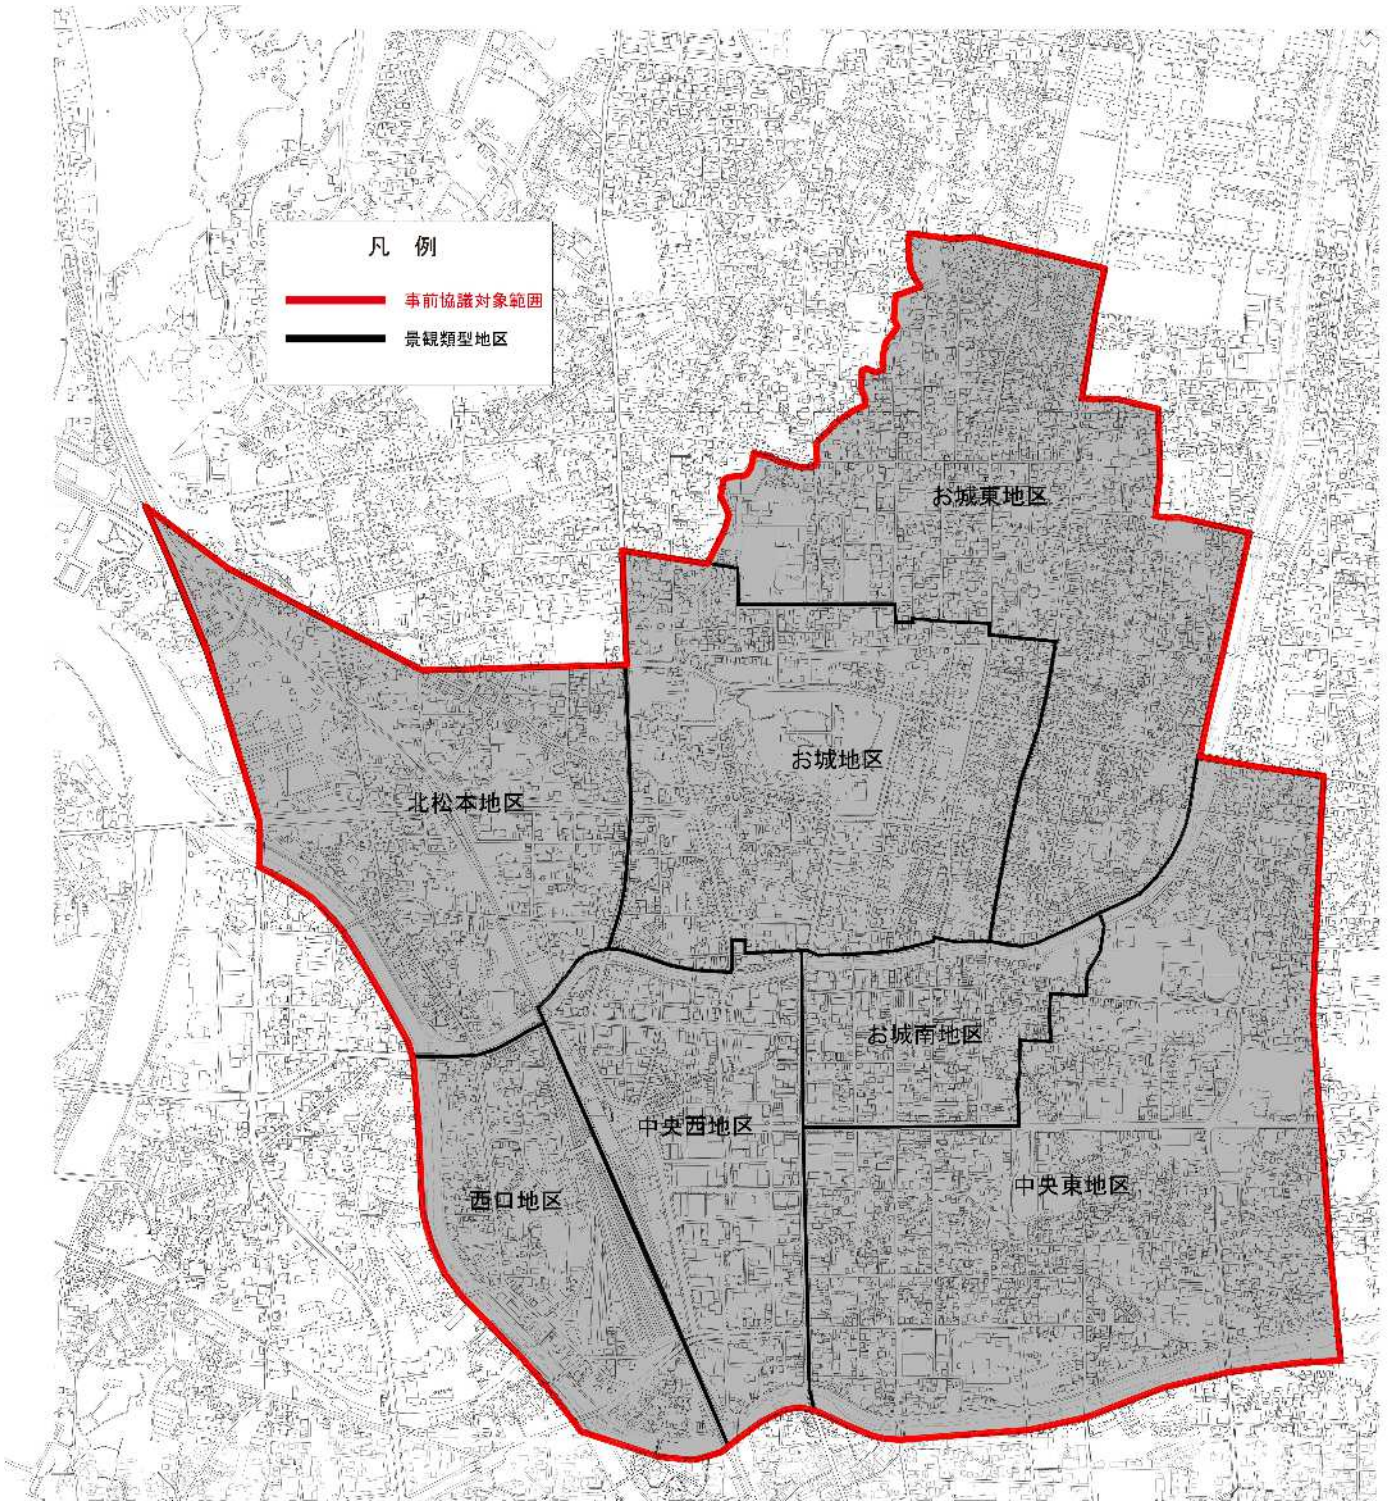 凡 例
事前協議対象範囲
景観類型地区
お城東地区
お城地区
北松本地区
お城南地区
中央西地区
中央東地区
西口地区